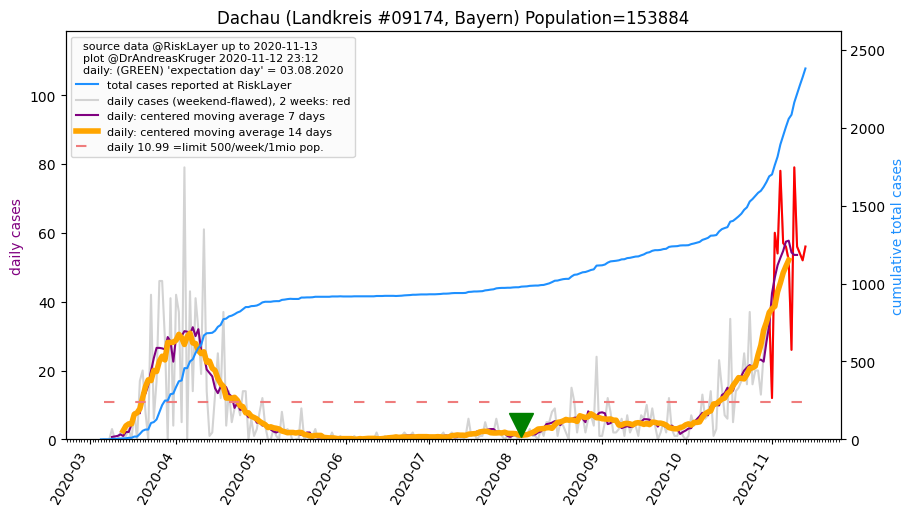 Dachau (Landkreis #09174, Bayern) Population=153884
source data @RiskLayer up to 2020-11-13
plot @DrAndreasKruger 2020-11-12 23:12
daily: (GREEN) 'expectation day' = 03.08.2020
total cases reported at RiskLayer
daily cases (weekend-flawed), 2 weeks: red
daily: centered moving average 7 days
daily: centered moving average 14 days
daily 10.99 =limit 500/week/1mio pop.
daily cases
100
80
60
40
20
0
cumulative total cases
2500
2000
1500
1000
500
0
2020-03
2020-04
2020-05
2020-06
2020-07
2020-08
2020-09
2020-10
2020-11